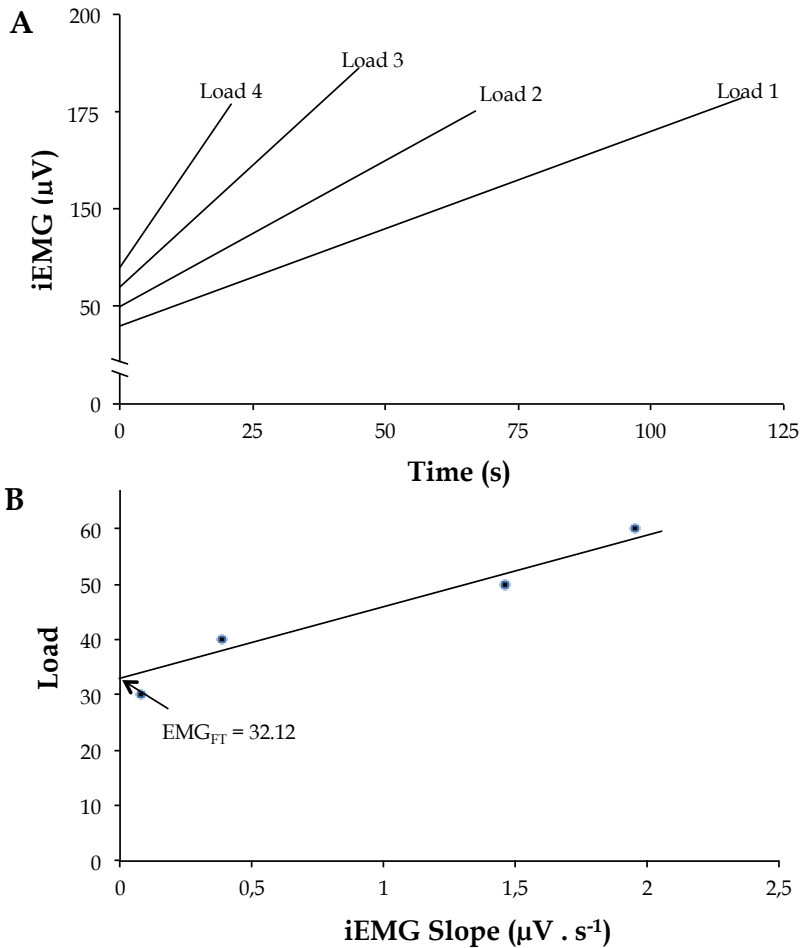 A
200
Load 3
Load 4
Load 2
Load 1
175
iEMG (µV)
150
50
0
0 25 50 75 100 125
Time (s)
B
60
50
40
Load
30
EMGFT = 32.12
20
10
0
0 0,5 1 1,5 2 2,5
iEMG Slope (µV . s-1)